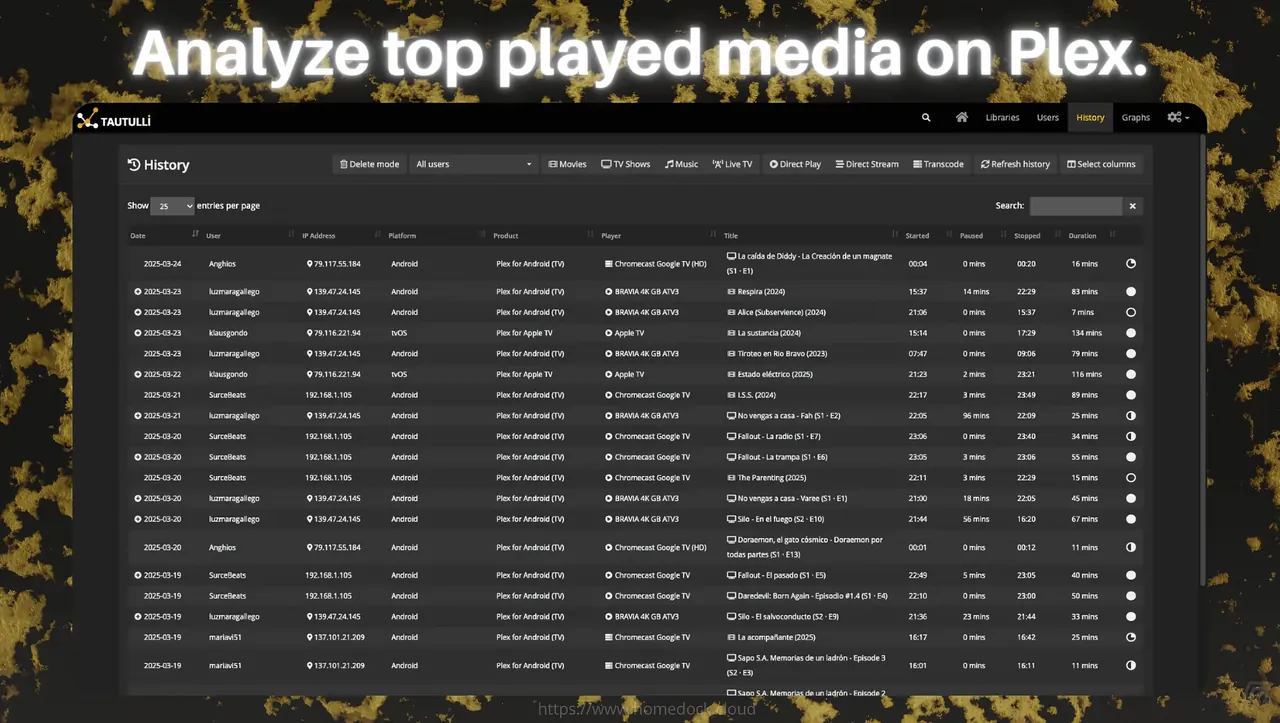 Analyze top played media on Plex.
TAUTULLI
Libraries Users History Graphs
History
Delete mode All users Movies TV Shows Music Live TV Direct Play Direct Stream Transcode Refresh history Select columns
Show 25 entries per page Search:
Date User IP Address Platform Product Player Title Started Paused Stopped Duration
2025-03-24 Anghios 79.117.55.184 Android Plex for Android (TV) Chromecast Google TV (HD) La caída de Diddy - La Creación de un magnate 00:04 0 mins 00:20 16 mins
(S1 · E1)
2025-03-23 luzmaragallego 139.47.24.145 Android Plex for Android (TV) BRAVIA 4K GB ATV3 Respira (2024) 15:37 14 mins 22:29 83 mins
2025-03-23 luzmaragallego 139.47.24.145 Android Plex for Android (TV) BRAVIA 4K GB ATV3 Alice (Subservience) (2024) 21:06 0 mins 15:37 7 mins
2025-03-23 klausgondo 79.116.221.94 tvOS Plex for Apple TV Apple TV La sustancia (2024) 15:14 0 mins 17:29 134 mins
2025-03-23 luzmaragallego 139.47.24.145 Android Plex for Android (TV) BRAVIA 4K GB ATV3 Tiroteo en Rio Bravo (2023) 07:47 0 mins 09:06 79 mins
2025-03-22 klausgondo 79.116.221.94 tvOS Plex for Apple TV Apple TV Estado eléctrico (2025) 21:23 2 mins 23:21 116 mins
2025-03-21 SurceBeats 192.168.1.105 Android Plex for Android (TV) Chromecast Google TV I.S.S. (2024) 22:17 3 mins 23:49 89 mins
2025-03-21 luzmaragallego 139.47.24.145 Android Plex for Android (TV) BRAVIA 4K GB ATV3 No vengas a casa - Fah (S1 · E2) 22:05 96 mins 22:09 25 mins
2025-03-20 SurceBeats 192.168.1.105 Android Plex for Android (TV) Chromecast Google TV Fallout - La radio (S1 · E7) 23:06 0 mins 23:40 34 mins
2025-03-20 SurceBeats 192.168.1.105 Android Plex for Android (TV) Chromecast Google TV Fallout - La trampa (S1 · E6) 23:05 3 mins 23:06 55 mins
2025-03-20 SurceBeats 192.168.1.105 Android Plex for Android (TV) Chromecast Google TV The Parenting (2025) 22:11 3 mins 22:29 15 mins
2025-03-20 luzmaragallego 139.47.24.145 Android Plex for Android (TV) BRAVIA 4K GB ATV3 No vengas a casa - Varee (S1 · E1) 21:00 18 mins 22:05 45 mins
2025-03-20 luzmaragallego 139.47.24.145 Android Plex for Android (TV) BRAVIA 4K GB ATV3 Silo - En el fuego (S2 · E10) 21:44 56 mins 16:20 67 mins
2025-03-20 Anghios 79.117.55.184 Android Plex for Android (TV) Chromecast Google TV (HD) Doraemon, el gato cósmico - Doraemon por 00:01 0 mins 00:12 11 mins
todas partes (S1 · E13)
2025-03-19 SurceBeats 192.168.1.105 Android Plex for Android (TV) Chromecast Google TV Fallout - El pasado (S1 · E5) 22:49 5 mins 23:05 40 mins
2025-03-19 SurceBeats 192.168.1.105 Android Plex for Android (TV) Chromecast Google TV Daredevil: Born Again - Episodio #1.4 (S1 · E4) 22:10 0 mins 23:00 50 mins
2025-03-19 luzmaragallego 139.47.24.145 Android Plex for Android (TV) BRAVIA 4K GB ATV3 Silo - El salvoconducto (S2 · E9) 21:36 23 mins 21:44 33 mins
2025-03-19 mariavi51 137.101.21.209 Android Plex for Android (TV) Chromecast Google TV La acompañante (2025) 16:17 0 mins 16:42 25 mins
2025-03-19 mariavi51 137.101.21.209 Android Plex for Android (TV) Chromecast Google TV Sapo S.A. Memorias de un ladrón - Episode 3 16:01 0 mins 16:11 11 mins
(S2 · E3)
Sapo S.A. Memorias de un ladrón - Episode 2
https://www.homedock.cloud